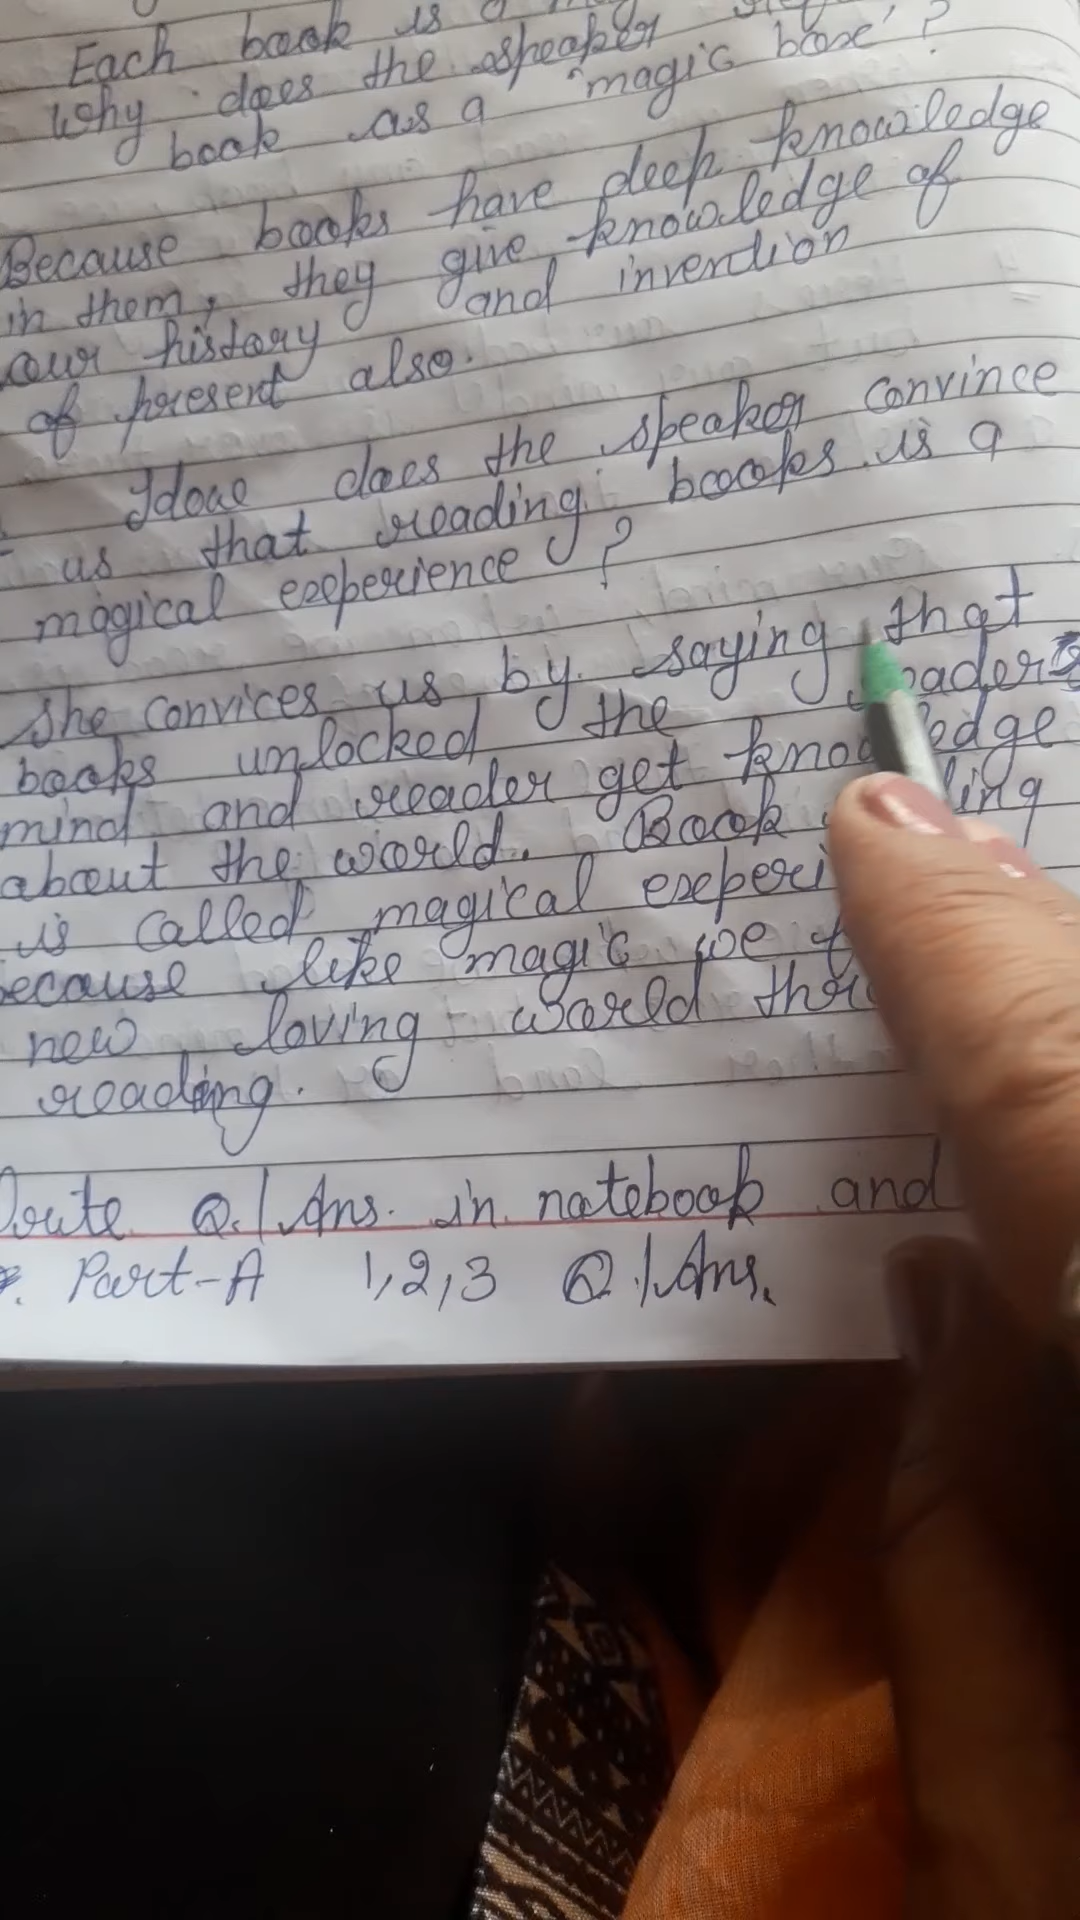 Each book is a
Why does the speaker
book as a "magic box"?
Because books have deep knowledge
in them, they give knowledge of
our history and invention
of present also.
How does the speaker convince
us that reading books is a
magical experience?
She convices us by saying that
books unlocked the
mind and reader get
about the world. Book
is called magical
because like magic we
new loving world
reading.
Q./Ans. in notebook and
Part-A 1,2,3 Q./Ans.